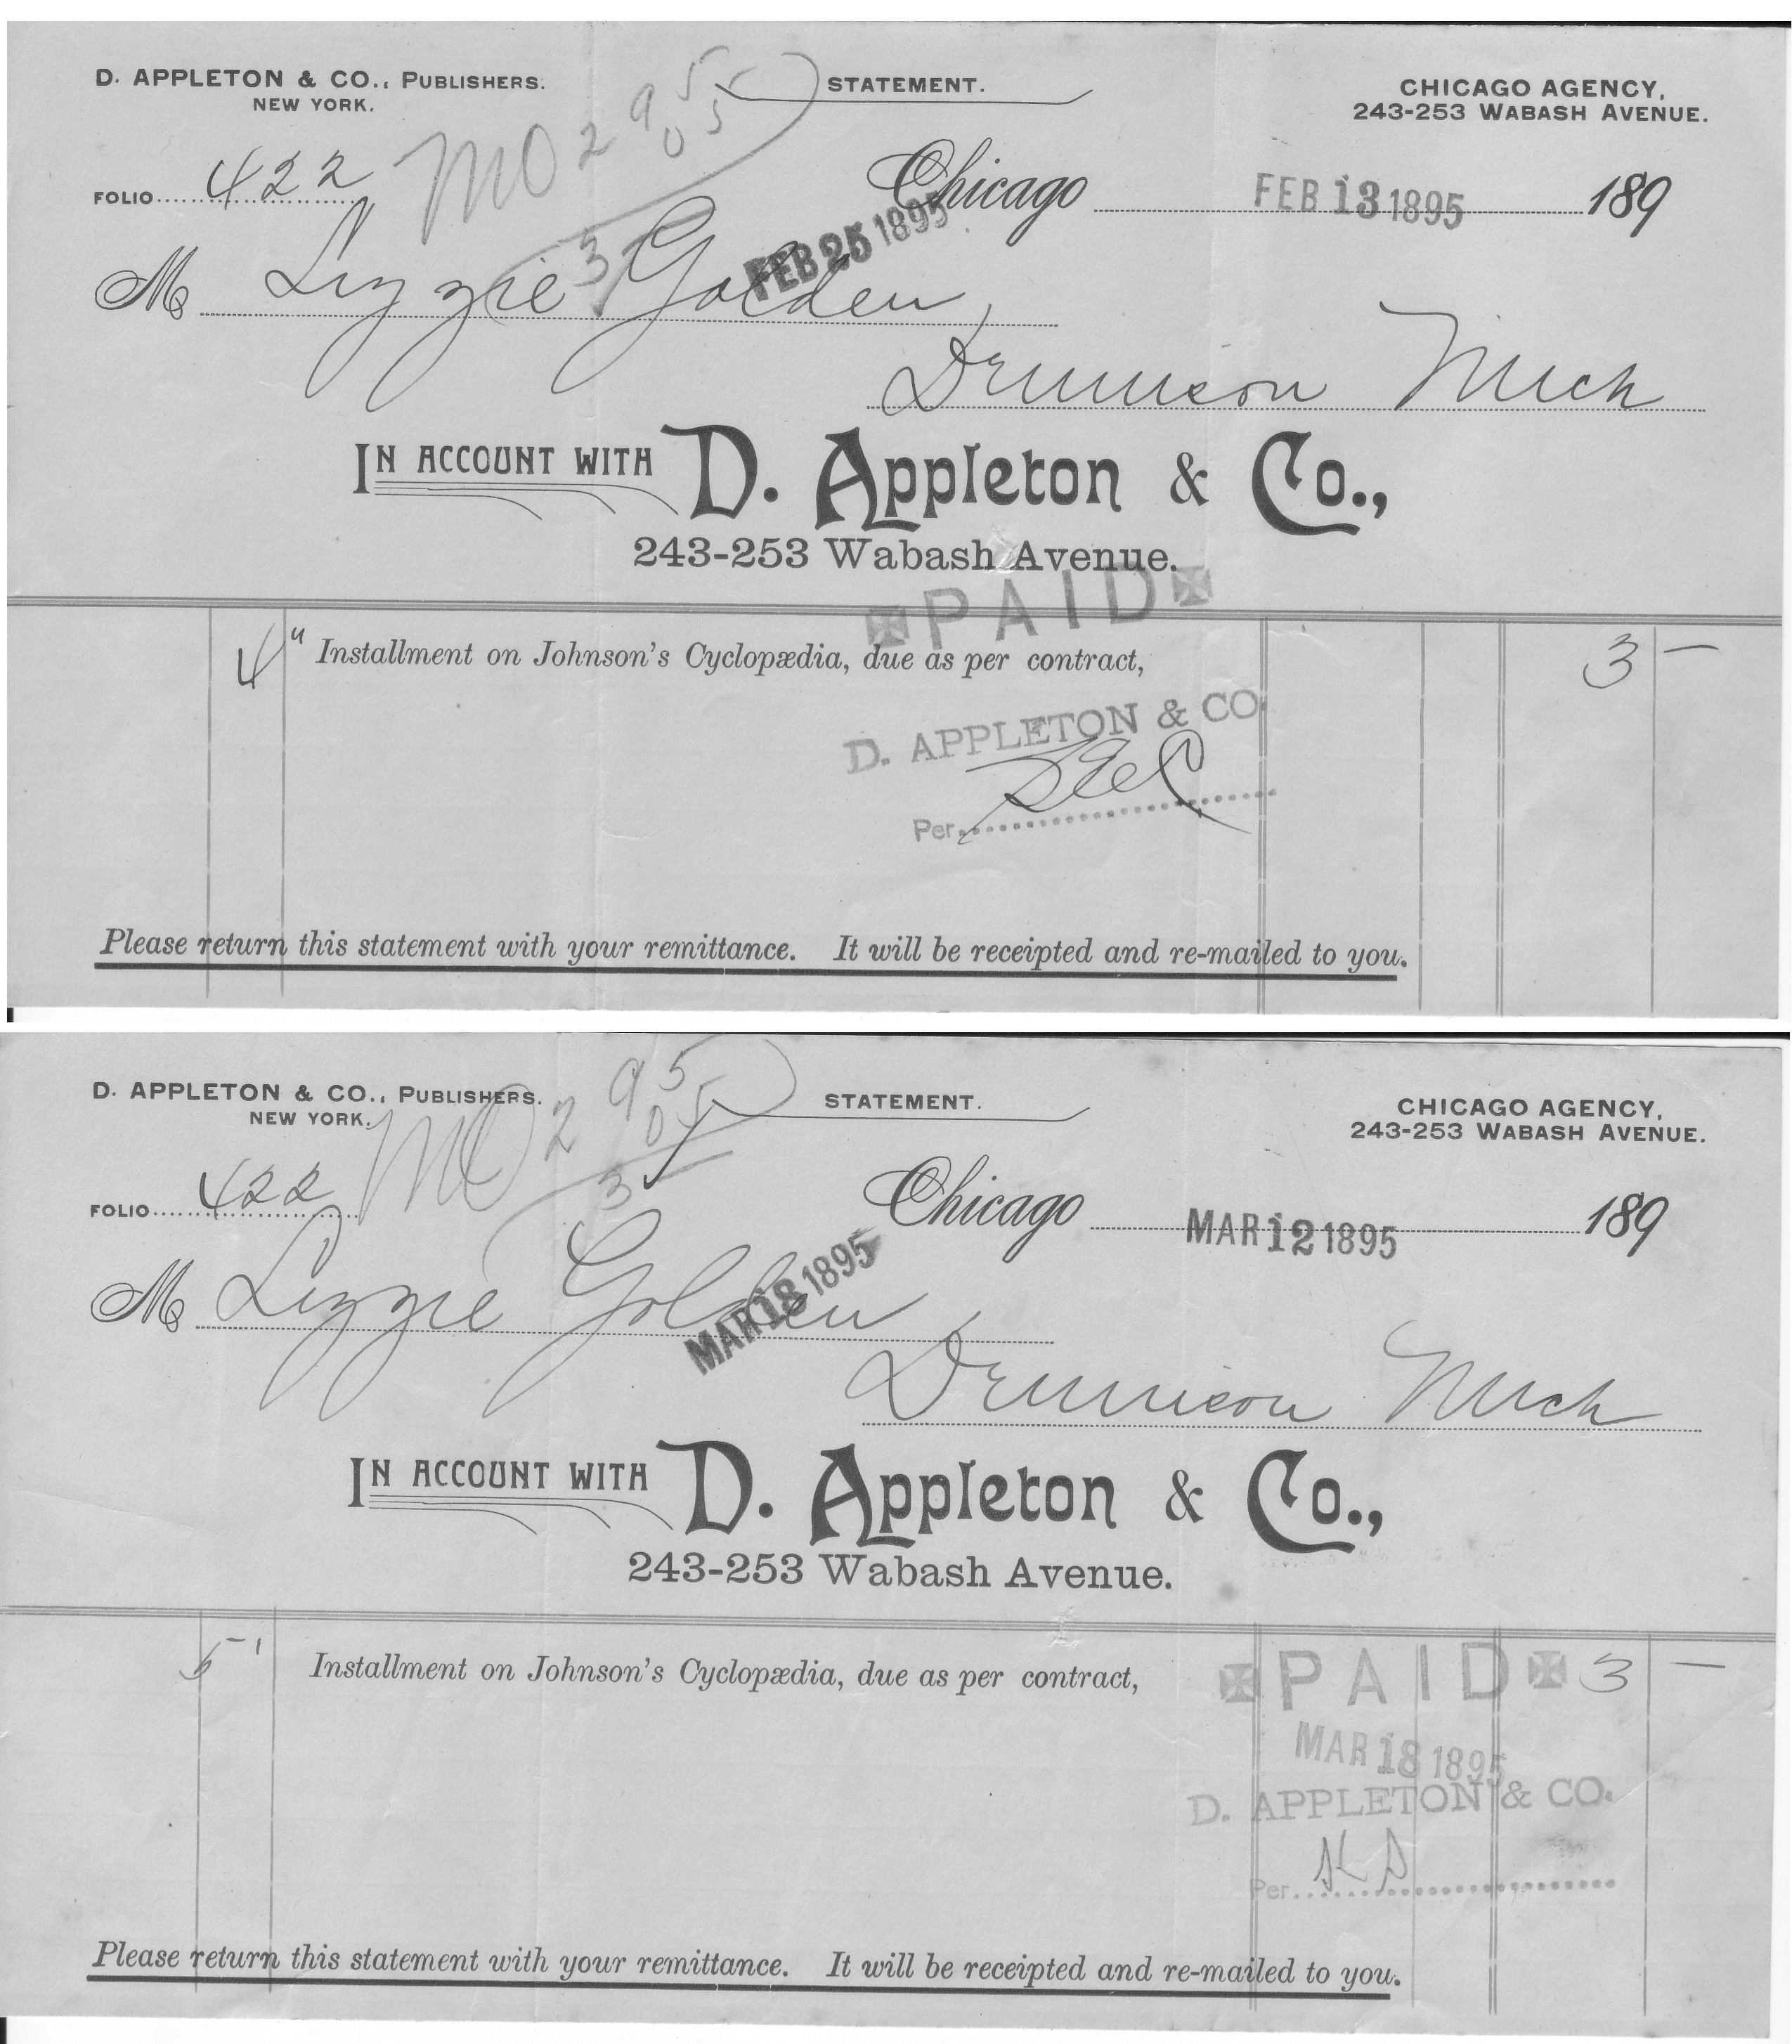 D. APPLETON & CO., PUBLISHERS.
NEW YORK.
STATEMENT.
CHICAGO AGENCY,
243-253 WABASH AVENUE.
MO 2 95
05
3
FOLIO 422
Chicago FEB 13 1895 189
FEB 25 1895
M Lizzie Golden,
Drennison Mich
IN ACCOUNT WITH D. Appleton & Co.,
243-253 Wabash Avenue.
PAID
4" Installment on Johnson's Cyclopædia, due as per contract, 3 —
D. APPLETON & CO.
Per
Please return this statement with your remittance. It will be receipted and re-mailed to you.
D. APPLETON & CO., PUBLISHERS.
NEW YORK.
STATEMENT.
CHICAGO AGENCY,
243-253 WABASH AVENUE.
MO 2 95
05
3
FOLIO 422
Chicago MAR 12 1895 189
MAR 18 1895
M Lizzie Golden,
Drennison Mich
IN ACCOUNT WITH D. Appleton & Co.,
243-253 Wabash Avenue.
5 Installment on Johnson's Cyclopædia, due as per contract, PAID 3 —
MAR 18 1895
D. APPLETON & CO.
Per
Please return this statement with your remittance. It will be receipted and re-mailed to you.